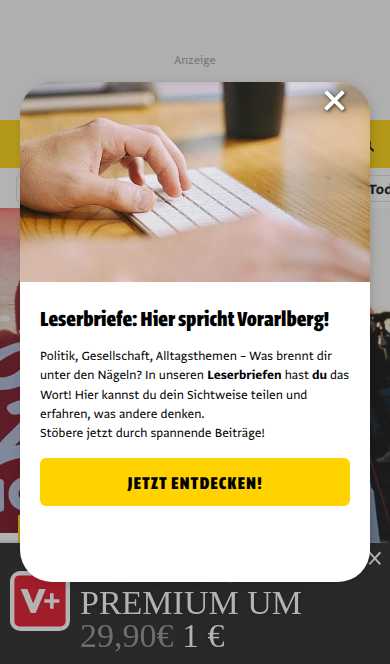 Anzeige
Tod
Leserbriefe: Hier spricht Vorarlberg!
Politik, Gesellschaft, Alltagsthemen – Was brennt dir
unter den Nägeln? In unseren Leserbriefen hast du das
Wort! Hier kannst du dein Sichtweise teilen und
erfahren, was andere denken.
Stöbere jetzt durch spannende Beiträge!
JETZT ENTDECKEN!
V+
PREMIUM UM
29,90€ 1 €